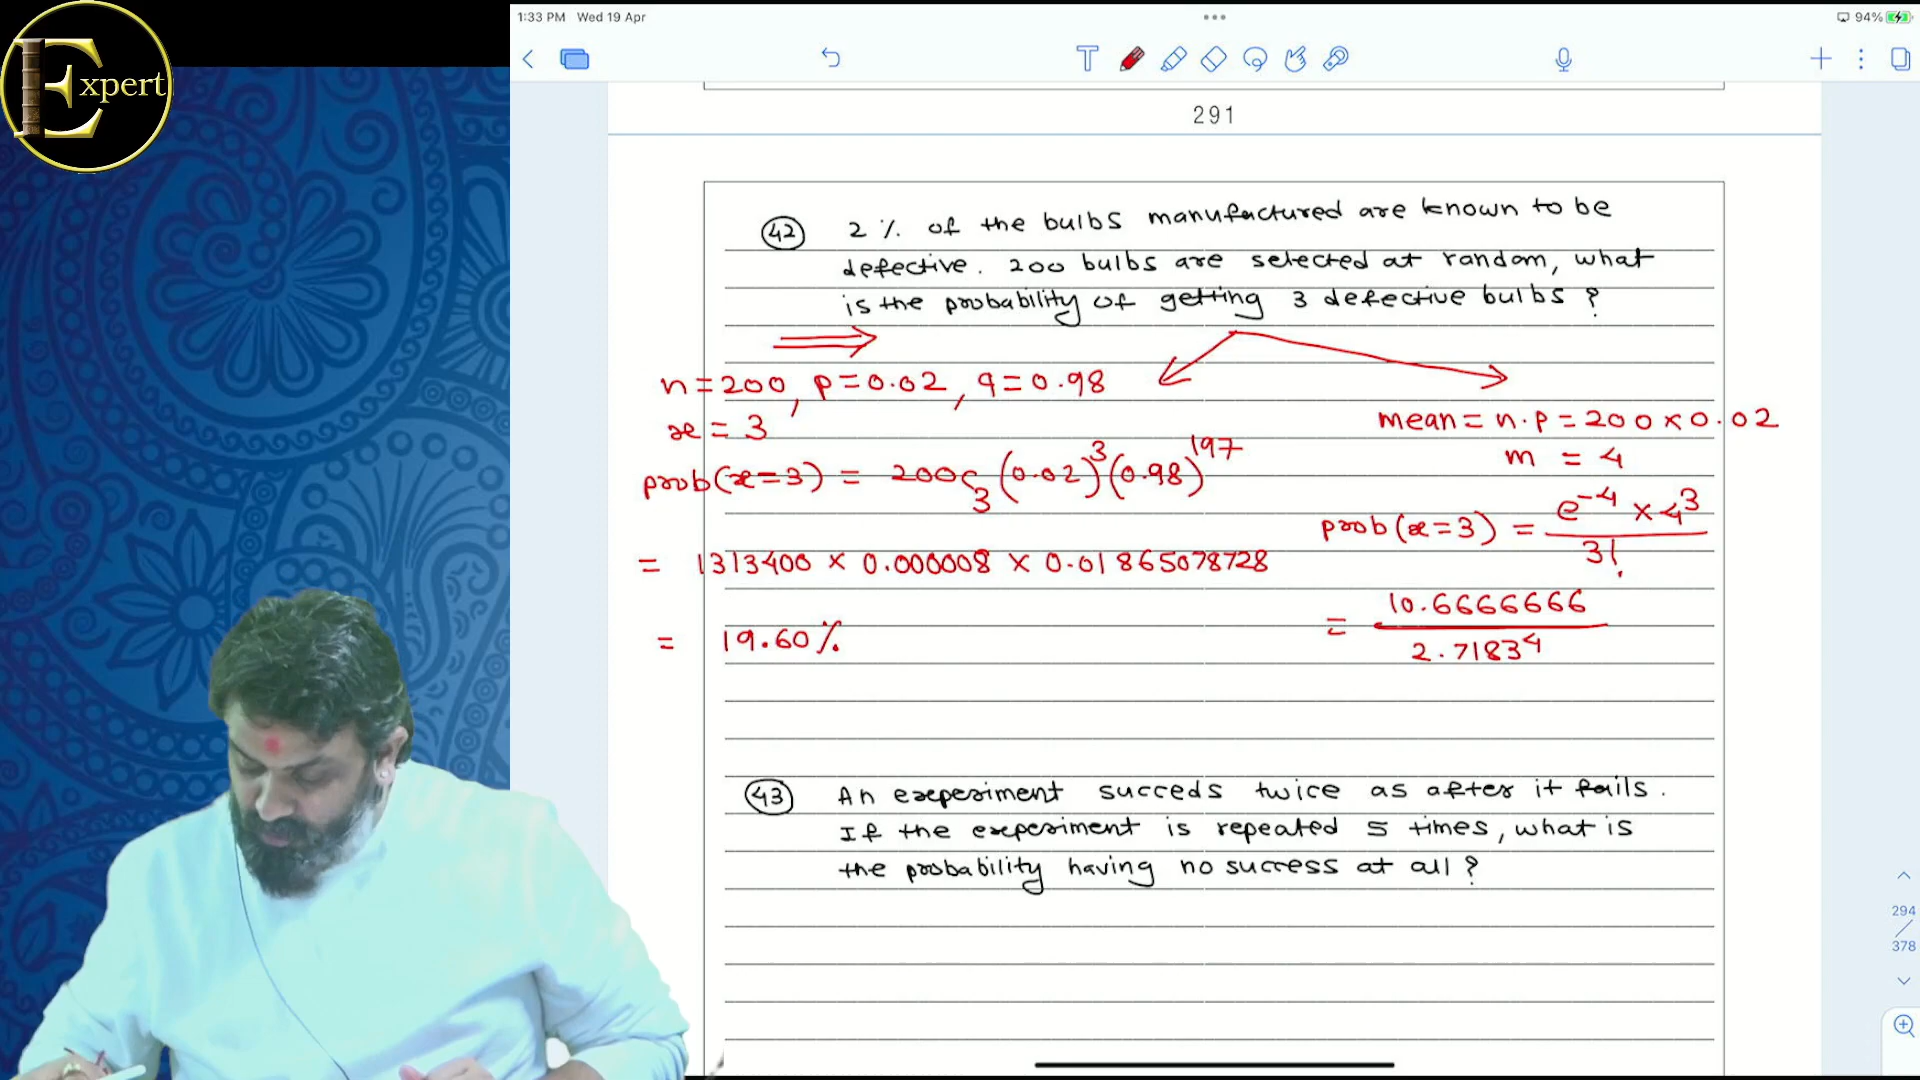 Expert
1:33 PM Wed 19 Apr
94%
T
291
42 2 % of the bulbs manufactured are known to be
defective. 200 bulbs are selected at random, what
is the probability of getting 3 defective bulbs ?
n = 200, p = 0.02, q = 0.98
x = 3
prob(x=3) = 200C3 (0.02)^3 (0.98)^197
= 1313400 × 0.000008 × 0.01865078728
= 19.60%
mean = n.p = 200 × 0.02
m = 4
prob(x=3) = e^-4 × 4^3 / 3!
= 10.6666666 / 2.7183^4
43 An experiment succeds twice as after it fails.
If the experiment is repeated 5 times, what is
the probability having no success at all ?
294
/
378